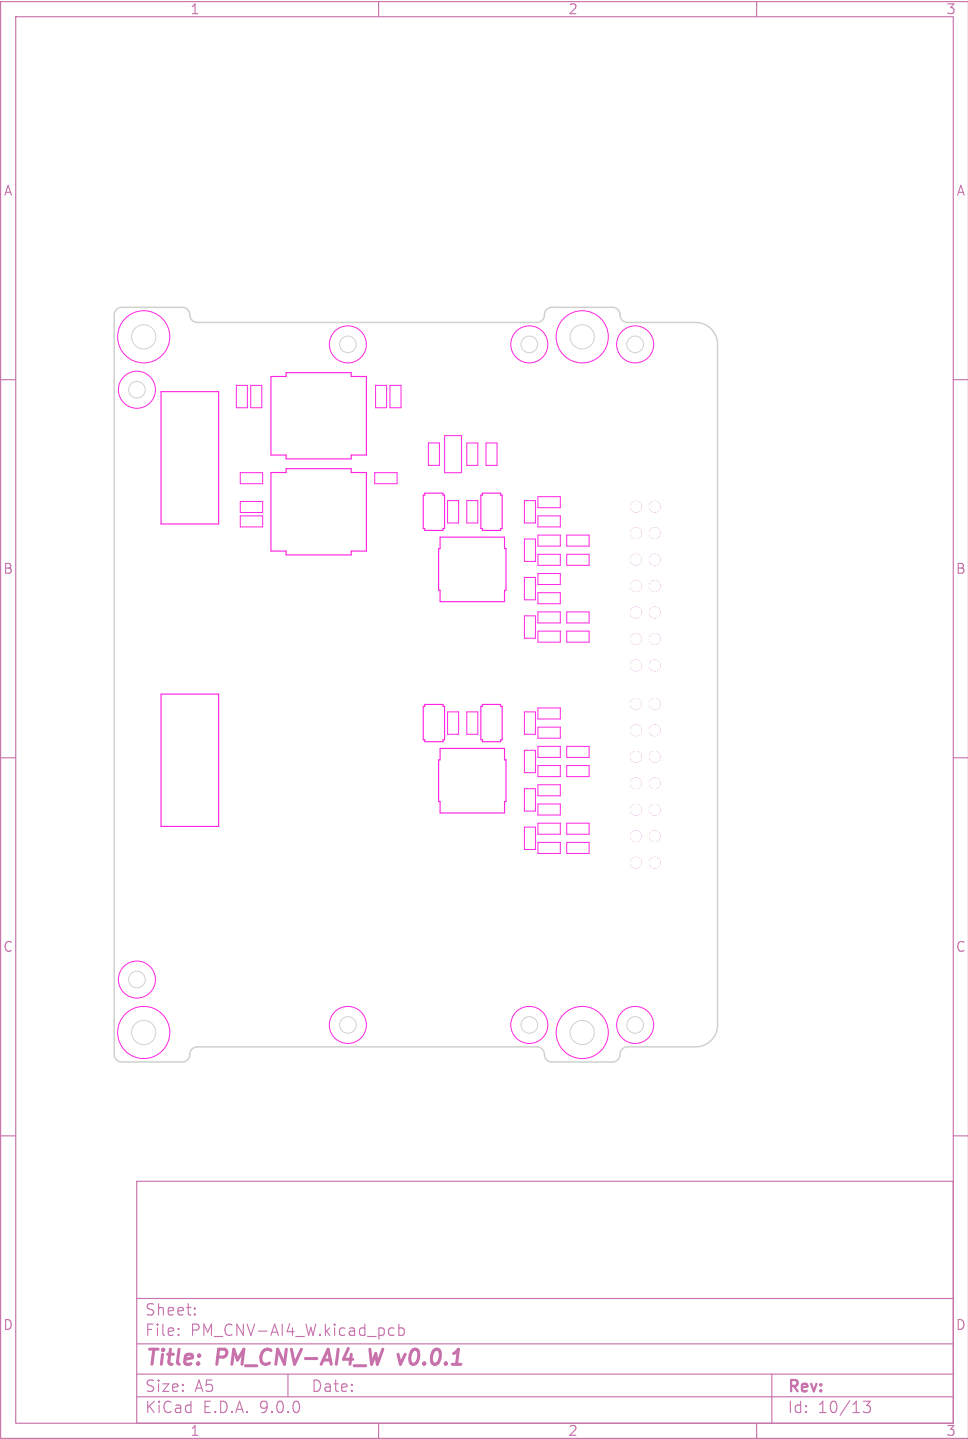 1 2 3
A A
B B
C C
Sheet:
File: PM_CNV-AI4_W.kicad_pcb
D D
Title: PM_CNV-AI4_W v0.0.1
Size: A5 Date: Rev:
KiCad E.D.A. 9.0.0 Id: 10/13
1 2 3